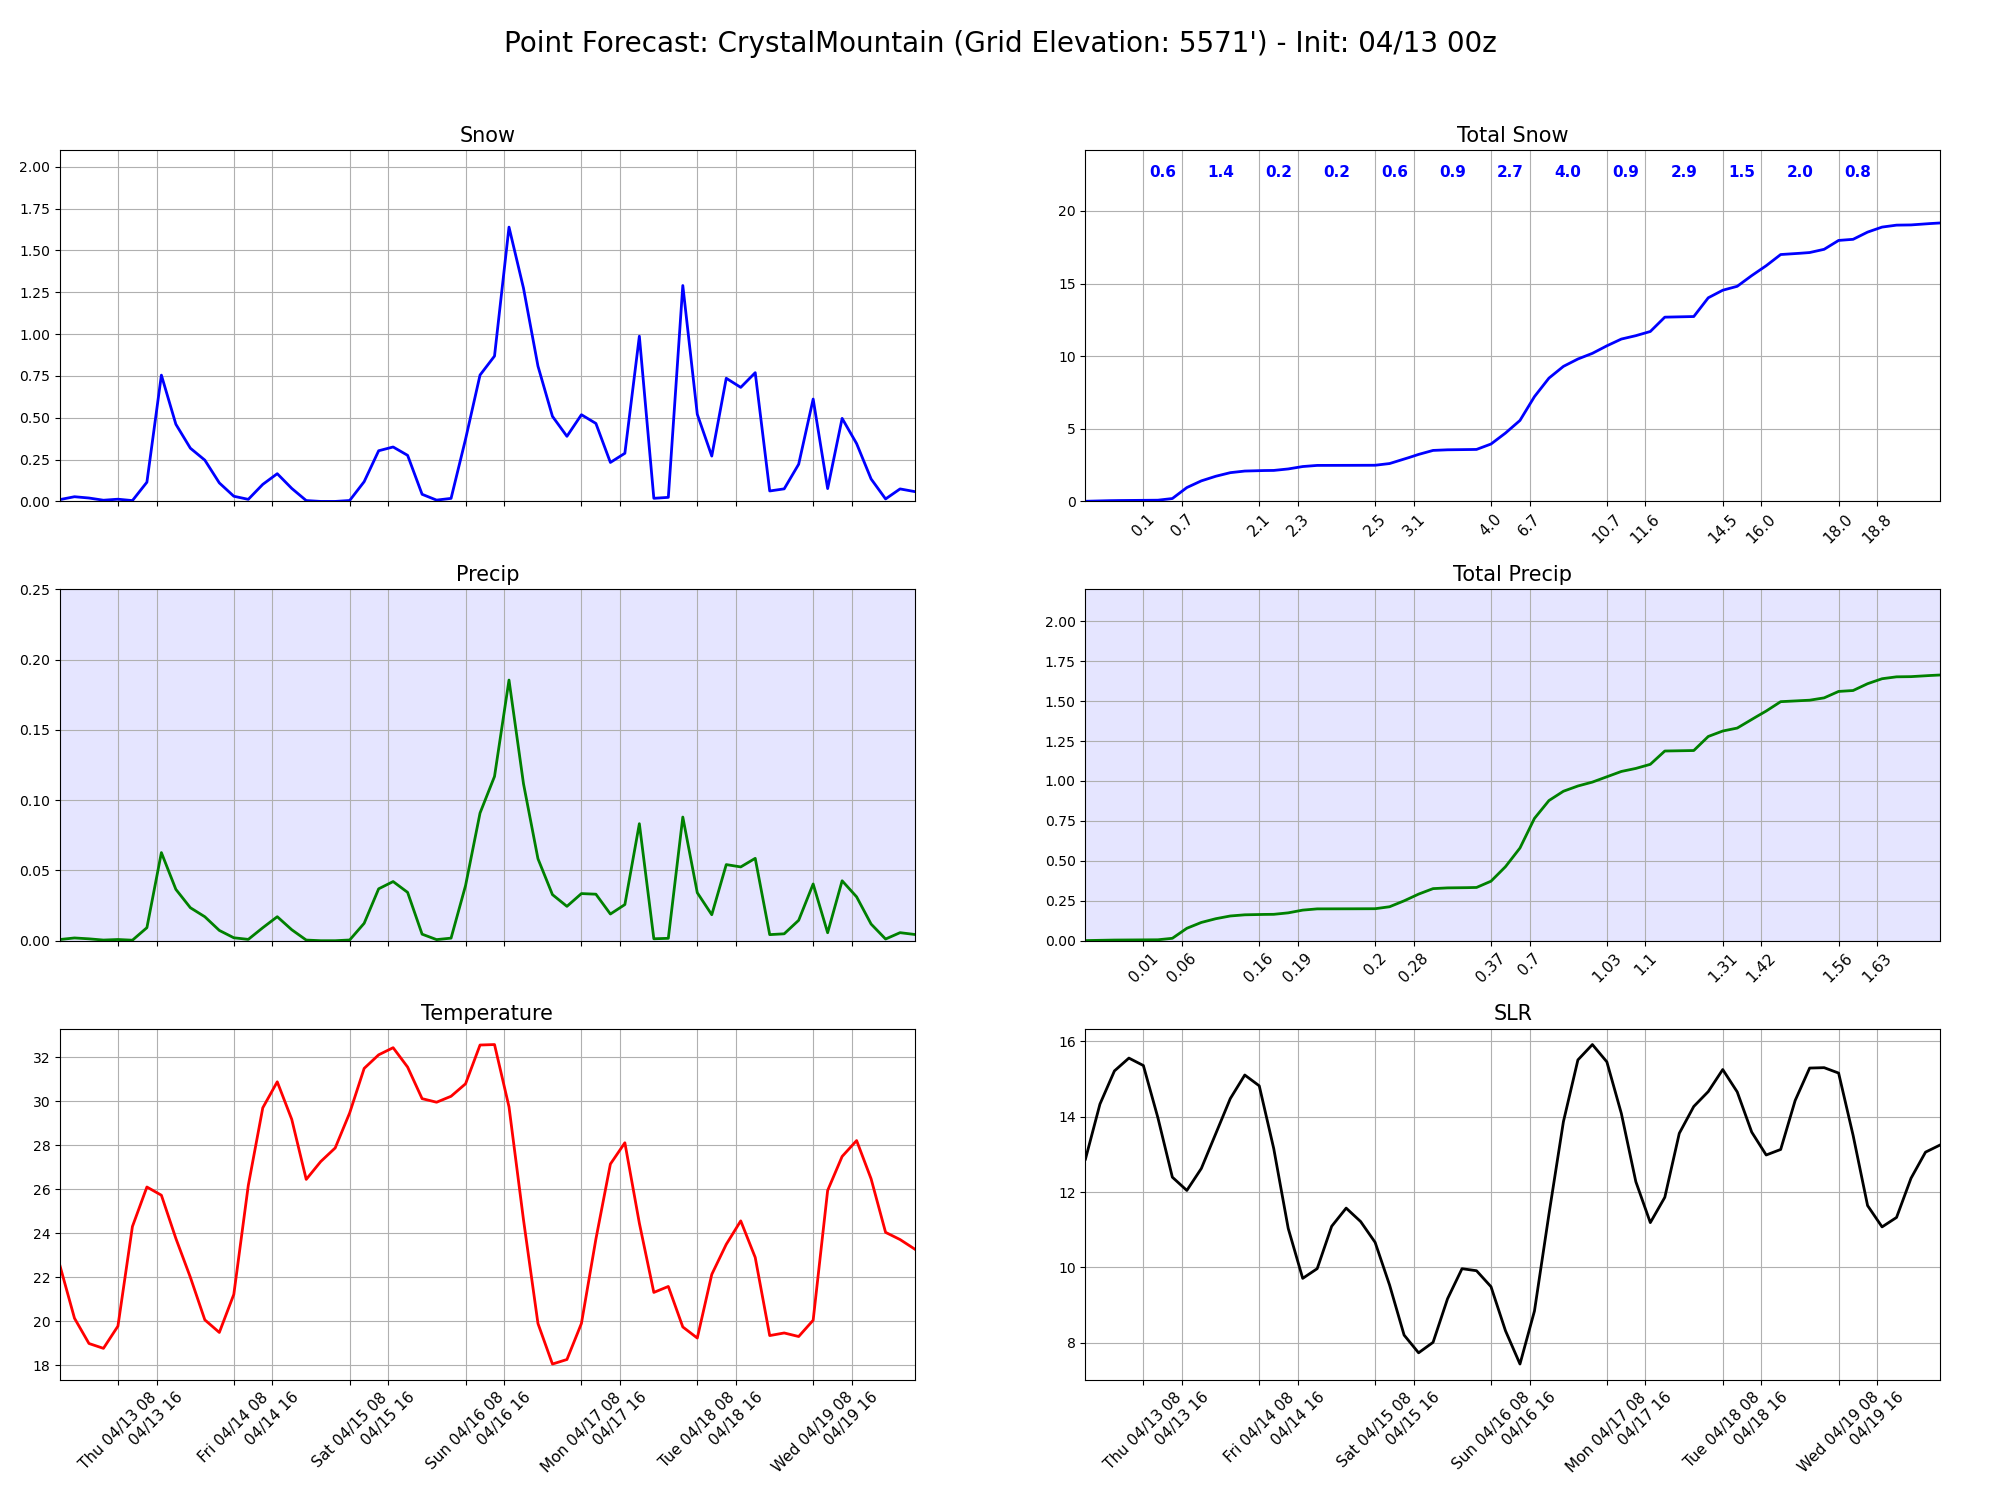 Point Forecast: CrystalMountain (Grid Elevation: 5571') - Init: 04/13 00z
Snow
2.00
1.75
1.50
1.25
1.00
0.75
0.50
0.25
0.00
Total Snow
0.6 1.4 0.2 0.2 0.6 0.9 2.7 4.0 0.9 2.9 1.5 2.0 0.8
20
15
10
5
0
0.1 0.7 2.1 2.3 2.5 3.1 4.0 6.7 10.7 11.6 14.5 16.0 18.0 18.8
Precip
0.25
0.20
0.15
0.10
0.05
0.00
Total Precip
2.00
1.75
1.50
1.25
1.00
0.75
0.50
0.25
0.00
0.01 0.06 0.16 0.19 0.2 0.28 0.37 0.7 1.03 1.1 1.31 1.42 1.56 1.63
Temperature
32
30
28
26
24
22
20
18
Thu 04/13 08
04/13 16
Fri 04/14 08
04/14 16
Sat 04/15 08
04/15 16
Sun 04/16 08
04/16 16
Mon 04/17 08
04/17 16
Tue 04/18 08
04/18 16
Wed 04/19 08
04/19 16
SLR
16
14
12
10
8
Thu 04/13 08
04/13 16
Fri 04/14 08
04/14 16
Sat 04/15 08
04/15 16
Sun 04/16 08
04/16 16
Mon 04/17 08
04/17 16
Tue 04/18 08
04/18 16
Wed 04/19 08
04/19 16